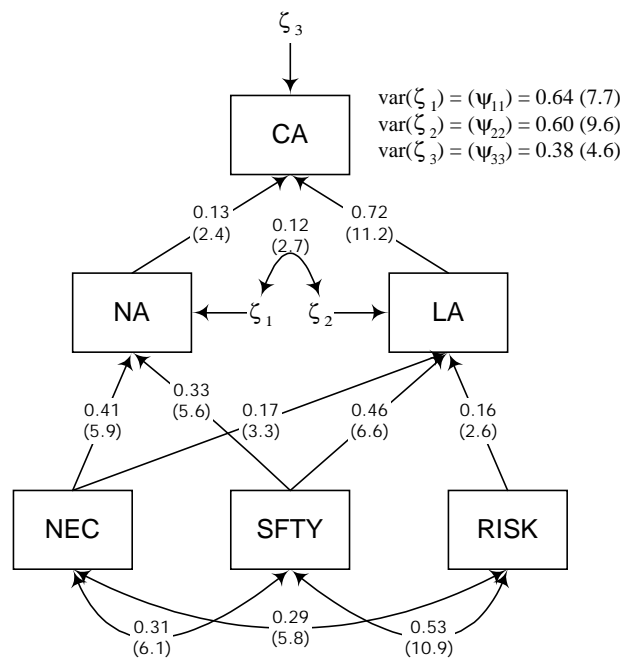 ζ3
var(ζ1) = (ψ11) = 0.64 (7.7)
var(ζ2) = (ψ22) = 0.60 (9.6)
var(ζ3) = (ψ33) = 0.38 (4.6)
CA
0.13
(2.4)
0.12
(2.7)
0.72
(11.2)
NA
ζ1
ζ2
LA
0.41
(5.9)
0.33
(5.6)
0.17
(3.3)
0.46
(6.6)
0.16
(2.6)
NEC
SFTY
RISK
0.31
(6.1)
0.29
(5.8)
0.53
(10.9)